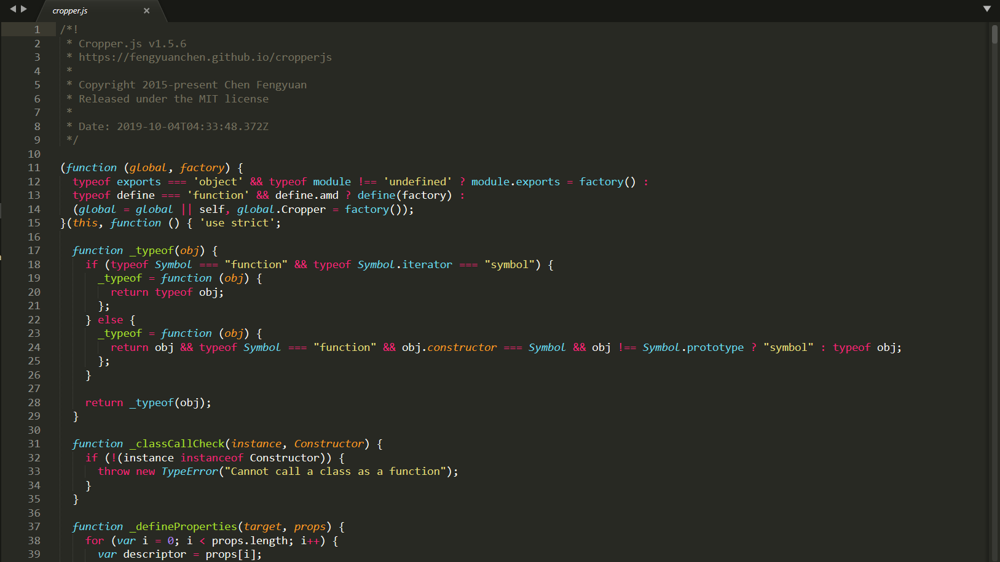 cropper.js ×
1 /*!
2  * Cropper.js v1.5.6
3  * https://fengyuanchen.github.io/cropperjs
4  *
5  * Copyright 2015-present Chen Fengyuan
6  * Released under the MIT license
7  *
8  * Date: 2019-10-04T04:33:48.372Z
9  */
10
11 (function (global, factory) {
12   typeof exports === 'object' && typeof module !== 'undefined' ? module.exports = factory() :
13   typeof define === 'function' && define.amd ? define(factory) :
14   (global = global || self, global.Cropper = factory());
15 }(this, function () { 'use strict';
16
17   function _typeof(obj) {
18     if (typeof Symbol === "function" && typeof Symbol.iterator === "symbol") {
19       _typeof = function (obj) {
20         return typeof obj;
21       };
22     } else {
23       _typeof = function (obj) {
24         return obj && typeof Symbol === "function" && obj.constructor === Symbol && obj !== Symbol.prototype ? "symbol" : typeof obj;
25       };
26     }
27
28     return _typeof(obj);
29   }
30
31   function _classCallCheck(instance, Constructor) {
32     if (!(instance instanceof Constructor)) {
33       throw new TypeError("Cannot call a class as a function");
34     }
35   }
36
37   function _defineProperties(target, props) {
38     for (var i = 0; i < props.length; i++) {
39       var descriptor = props[i];